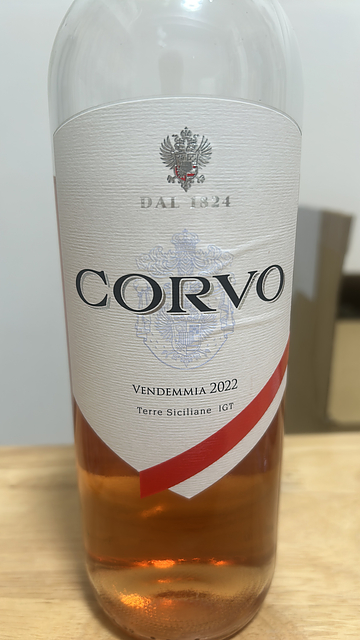 DAL 1824
CORVO
VENDEMMIA 2022
Terre Siciliane IGT